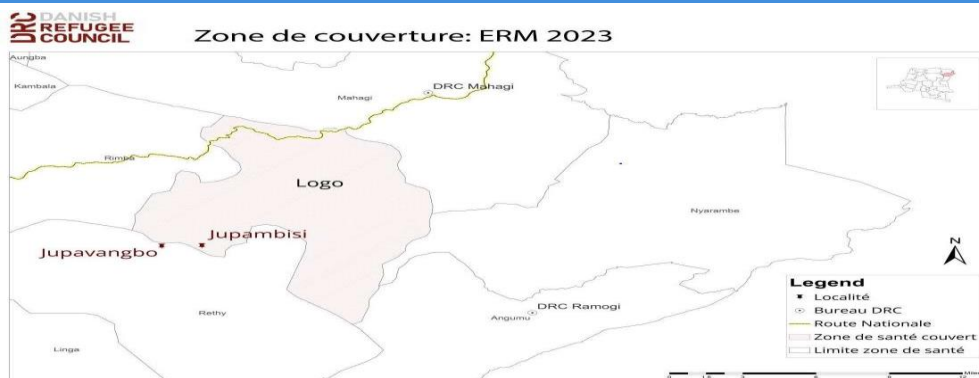 DRC DANISH
REFUGEE
COUNCIL
Zone de couverture: ERM 2023
Aungba
Kambala
Mahagi
DRC Mahagi
Rimba
Logo
Nyarambe
Jupambisi
Jupavangbo
N
Rethy
DRC Ramogi
Angumu
Linga
Legend
Localité
Bureau DRC
Route Nationale
Zone de santé couvert
Limite zone de santé